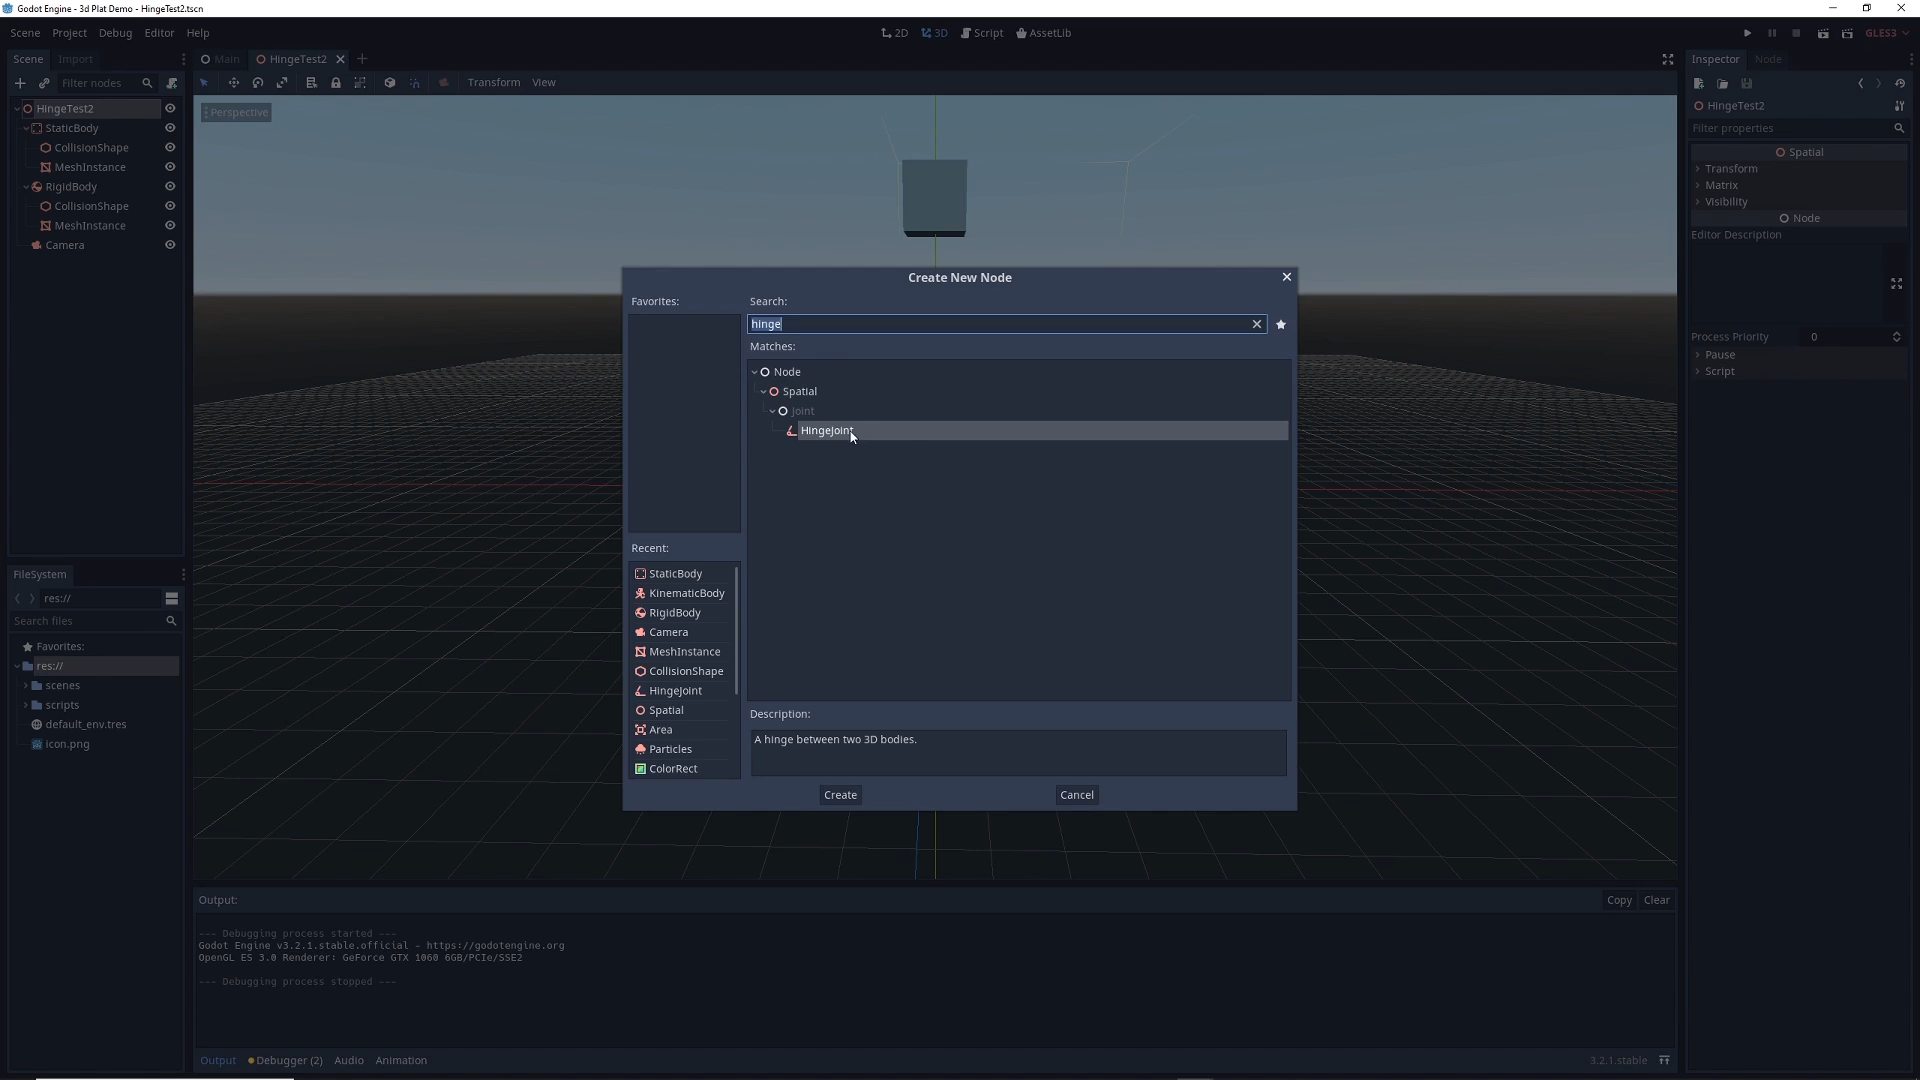 Godot Engine - 3d Plat Demo - HingeTest2.tscn
Scene Project Debug Editor Help
2D 3D Script AssetLib
GLES3
Scene Import
Filter nodes
HingeTest2
StaticBody
CollisionShape
MeshInstance
RigidBody
CollisionShape
MeshInstance
Camera
FileSystem
res://
Search files
Favorites:
res://
scenes
scripts
default_env.tres
icon.png
Main HingeTest2
Transform View
Perspective
Create New Node
Favorites:
Recent:
StaticBody
KinematicBody
RigidBody
Camera
MeshInstance
CollisionShape
HingeJoint
Spatial
Area
Particles
ColorRect
Search:
hinge
Matches:
Node
Spatial
Joint
HingeJoint
Description:
A hinge between two 3D bodies.
Create Cancel
Output: Copy Clear
--- Debugging process started ---
Godot Engine v3.2.1.stable.official - https://godotengine.org
OpenGL ES 3.0 Renderer: GeForce GTX 1060 6GB/PCIe/SSE2
--- Debugging process stopped ---
Output Debugger (2) Audio Animation 3.2.1.stable
Inspector Node
HingeTest2
Filter properties
Spatial
Transform
Matrix
Visibility
Node
Editor Description
Process Priority 0
Pause
Script